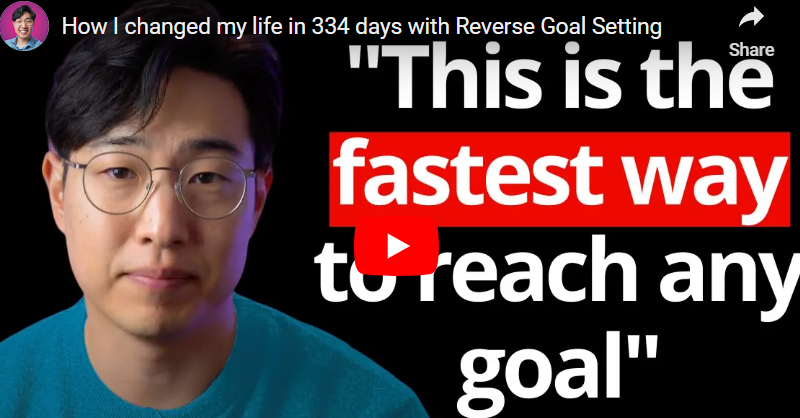 How I changed my life in 334 days with Reverse Goal Setting
Share
"This is the
fastest way
to reach any
goal"